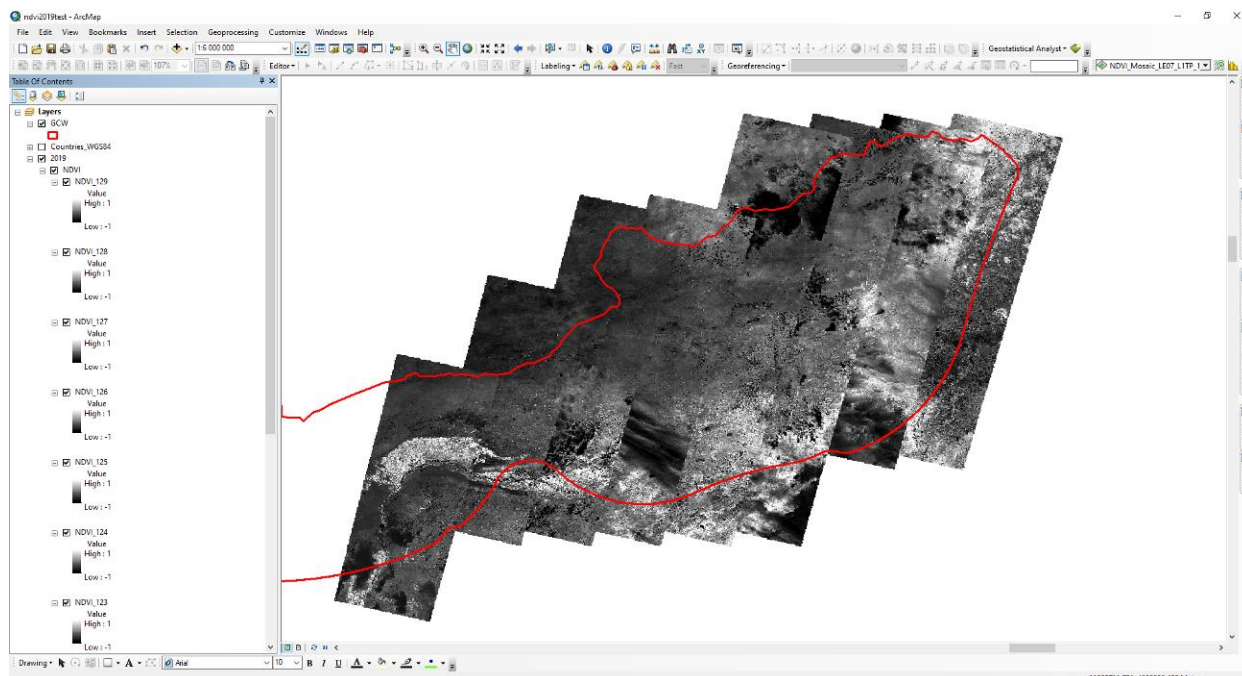 ndvi2019test - ArcMap
File Edit View Bookmarks Insert Selection Geoprocessing Customize Windows Help
1:6 000 000
Geostatistical Analyst
107%
Editor
Labeling
Fast
Georeferencing
NDVI_Mosaic_LE07_L1TP_1
Table Of Contents
Layers
GCW
Countries_WGS84
2019
NDVI
NDVI_129
Value
High : 1
Low : -1
NDVI_128
Value
High : 1
Low : -1
NDVI_127
Value
High : 1
Low : -1
NDVI_126
Value
High : 1
Low : -1
NDVI_125
Value
High : 1
Low : -1
NDVI_124
Value
High : 1
Low : -1
NDVI_123
Value
High : 1
Low : -1
Drawing
A
Arial
10
B I U A